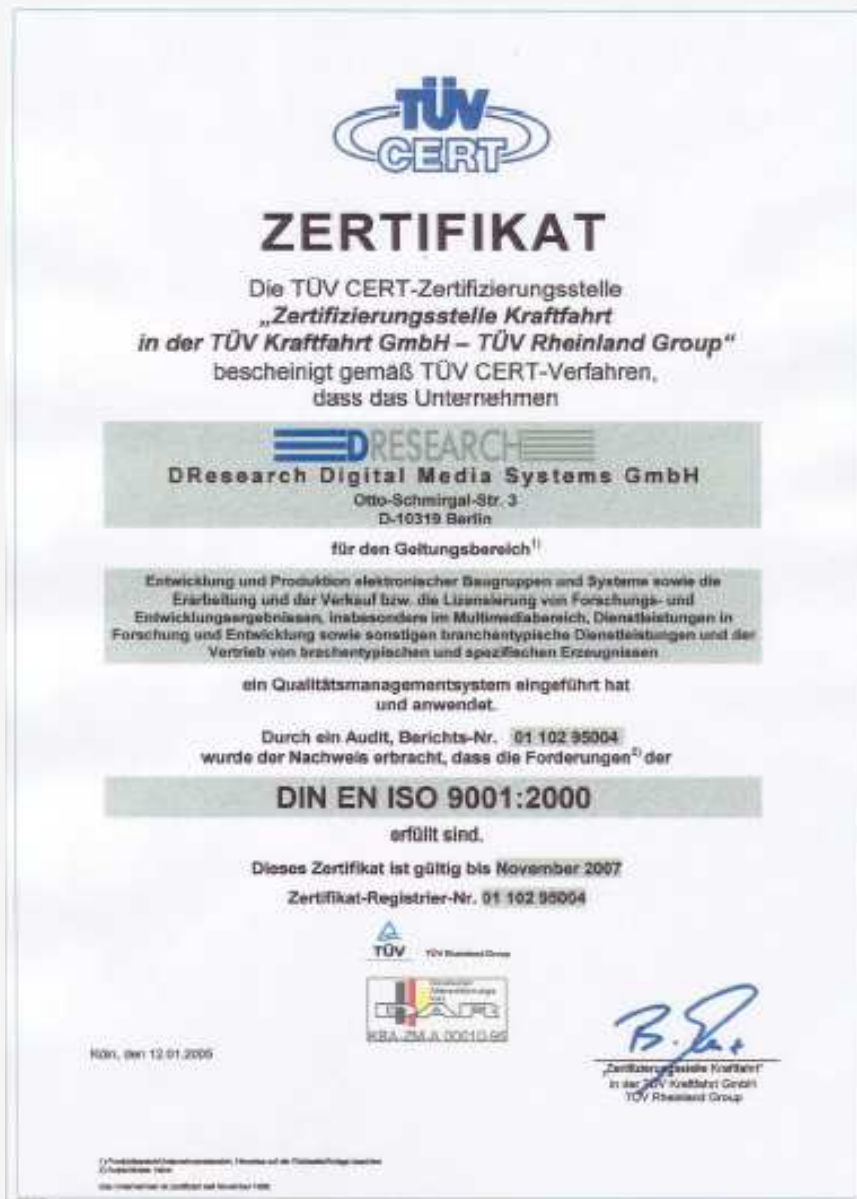 TÜV
CERT
ZERTIFIKAT
Die TÜV CERT-Zertifizierungsstelle
„Zertifizierungsstelle Kraftfahrt
in der TÜV Kraftfahrt GmbH – TÜV Rheinland Group“
bescheinigt gemäß TÜV CERT-Verfahren,
dass das Unternehmen
DRESEARCH
DResearch Digital Media Systems GmbH
Otto-Schmirgal-Str. 3
D-10319 Berlin
für den Geltungsbereich¹⁾
Entwicklung und Produktion elektronischer Baugruppen und Systeme sowie die
Erarbeitung und der Verkauf bzw. die Lizensierung von Forschungs- und
Entwicklungsergebnissen, insbesondere im Multimediabereich, Dienstleistungen in
Forschung und Entwicklung sowie sonstigen branchentypische Dienstleistungen und der
Vertrieb von brachentypischen und spezifischen Erzeugnissen
ein Qualitätsmanagementsystem eingeführt hat
und anwendet.
Durch ein Audit, Berichts-Nr. 01 102 95004
wurde der Nachweis erbracht, dass die Forderungen²⁾ der
DIN EN ISO 9001:2000
erfüllt sind.
Dieses Zertifikat ist gültig bis November 2007
Zertifikat-Registrier-Nr. 01 102 95004
TÜV TÜV Rheinland Group
DAR
KBA-ZM-A 00010-95
Köln, den 12.01.2005
„Zertifizierungsstelle Kraftfahrt“
in der TÜV Kraftfahrt GmbH
TÜV Rheinland Group